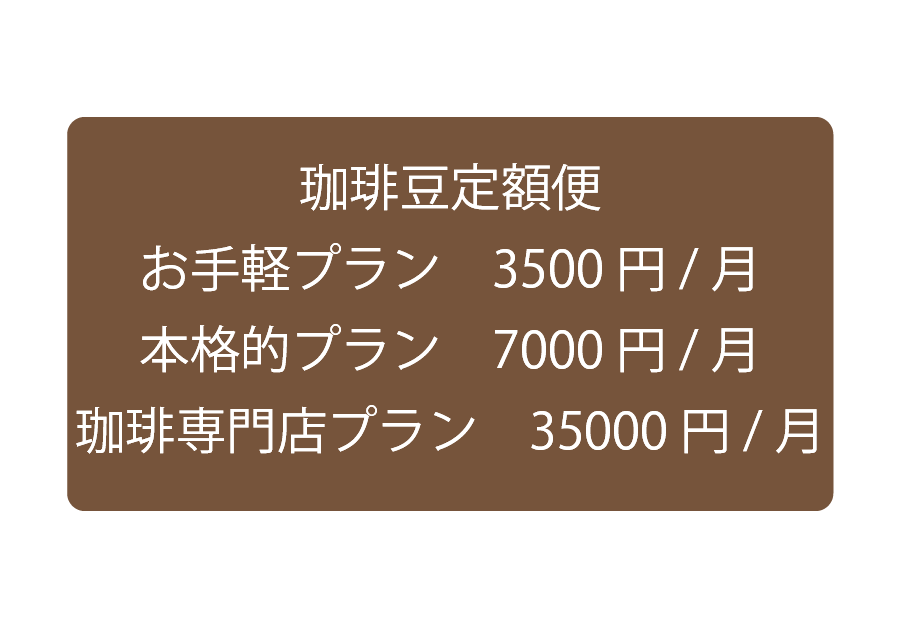 珈琲豆定額便
お手軽プラン　3500 円 / 月
本格的プラン　7000 円 / 月
珈琲専門店プラン　35000 円 / 月